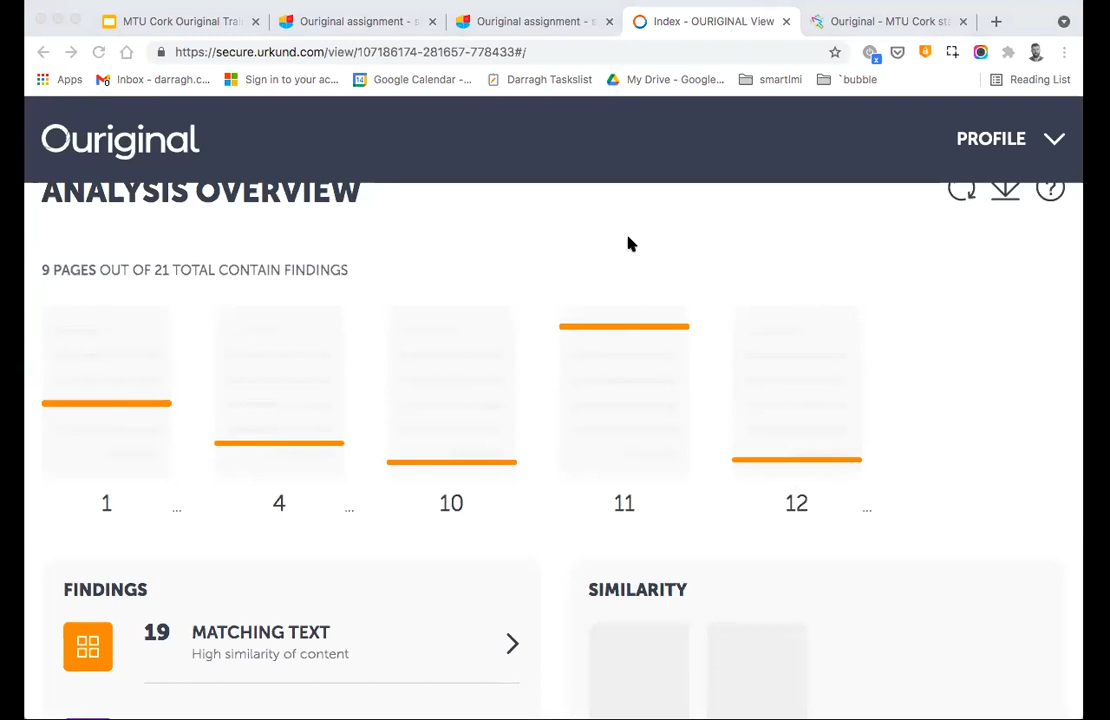 MTU Cork Ouriginal Trai
Ouriginal assignment - s
Ouriginal assignment - s
Index - OURIGINAL View
Ouriginal - MTU Cork st
https://secure.urkund.com/view/107186174-281657-778433#/
Apps
Inbox - darragh.c...
Sign in to your ac...
Google Calendar -...
Darragh Tasklist
My Drive - Google...
smartlmi
`bubble
Reading List
Ouriginal
PROFILE
ANALYSIS OVERVIEW
9 PAGES OUT OF 21 TOTAL CONTAIN FINDINGS
1 ... 4 ... 10 11 12 ...
FINDINGS
19 MATCHING TEXT
High similarity of content
SIMILARITY